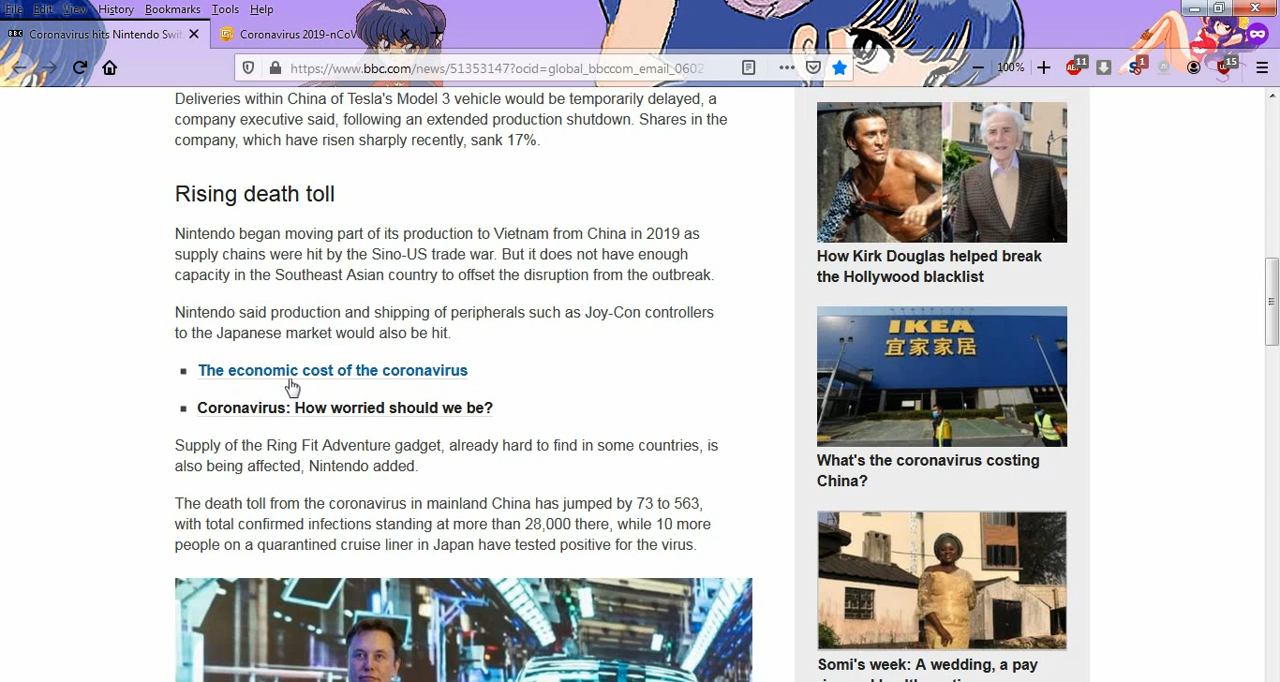 File Edit View History Bookmarks Tools Help
BBC Coronavirus hits Nintendo Swit
Coronavirus 2019-nCoV
https://www.bbc.com/news/51353147?ocid=global_bbccom_email_0602
100%
11
1
15
Deliveries within China of Tesla's Model 3 vehicle would be temporarily delayed, a
company executive said, following an extended production shutdown. Shares in the
company, which have risen sharply recently, sank 17%.
Rising death toll
Nintendo began moving part of its production to Vietnam from China in 2019 as
supply chains were hit by the Sino-US trade war. But it does not have enough
capacity in the Southeast Asian country to offset the disruption from the outbreak.
Nintendo said production and shipping of peripherals such as Joy-Con controllers
to the Japanese market would also be hit.
The economic cost of the coronavirus
Coronavirus: How worried should we be?
Supply of the Ring Fit Adventure gadget, already hard to find in some countries, is
also being affected, Nintendo added.
The death toll from the coronavirus in mainland China has jumped by 73 to 563,
with total confirmed infections standing at more than 28,000 there, while 10 more
people on a quarantined cruise liner in Japan have tested positive for the virus.
How Kirk Douglas helped break
the Hollywood blacklist
IKEA
宜家家居
What's the coronavirus costing
China?
Somi's week: A wedding, a pay